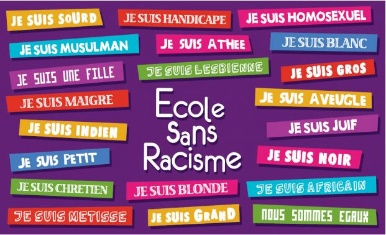 JE SUIS SOURD
JE SUIS HANDICAPE
JE SUIS HOMOSEXUEL
JE SUIS MUSULMAN
JE SUIS ATHEE
JE SUIS BLANC
JE SUIS UNE FILLE
JE SUIS LESBIENNE
JE SUIS GROS
JE SUIS MAIGRE
JE SUIS AVEUGLE
Ecole
Sans
Racisme
JE SUIS INDIEN
JE SUIS JUIF
JE SUIS PETIT
JE SUIS NOIR
JE SUIS CHRETIEN
JE SUIS BLONDE
JE SUIS AFRICAIN
JE SUIS METISSE
JE SUIS GRAND
NOUS SOMMES EGAUX